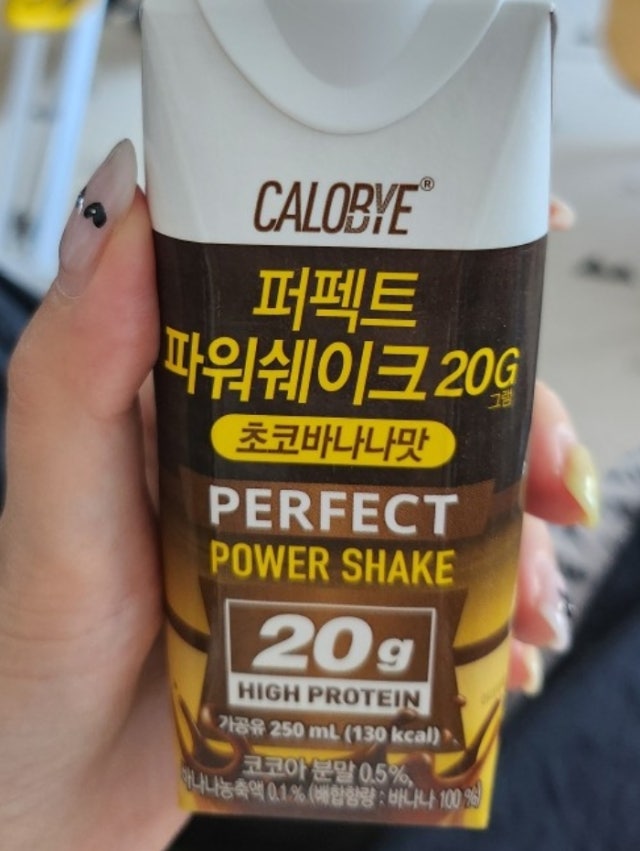 CALOBYE®
퍼펙트
파워쉐이크 20G
그램
초코바나나맛
PERFECT
POWER SHAKE
20g
HIGH PROTEIN
가공유 250 mL (130 kcal)
코코아 분말 0.5%,
바나나농축액 0.1 % (배합함량 : 바나나 100 %)